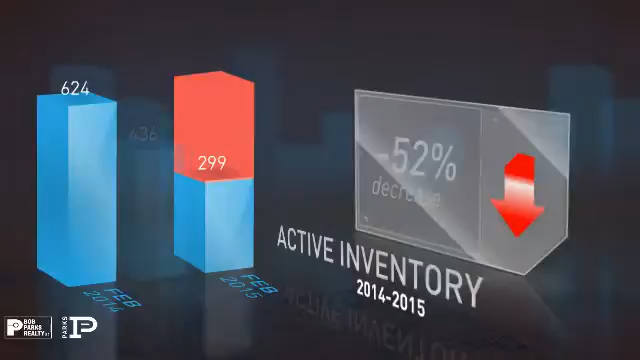 624
436
299
-52%
decrease
ACTIVE INVENTORY
2014-2015
FEB
2014
FEB
2015
BOB
PARKS
REALTY
PARKS